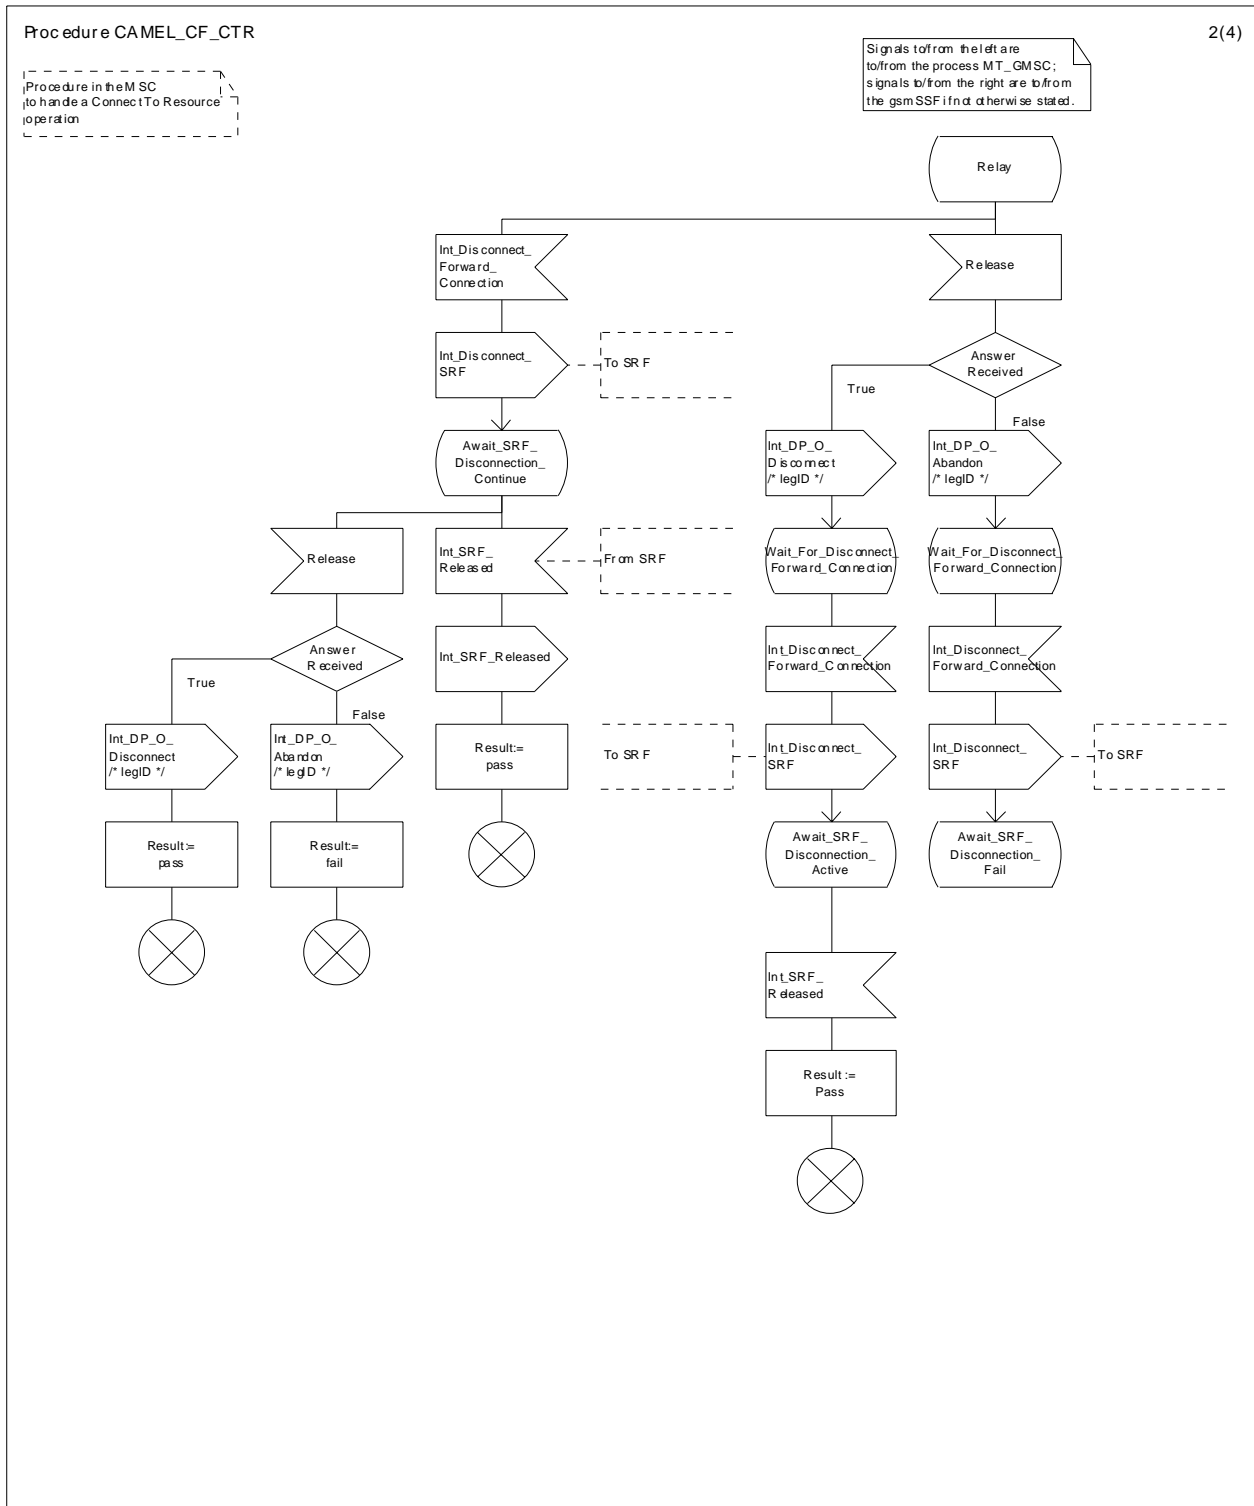 Procedure CAMEL_CF_CTR
2(4)
Procedure in the MSC
to handle a Connect To Resource
operation
Signals to/from the left are
to/from the process MT_GMSC;
signals to/from the right are to/from
the gsmSSF if not otherwise stated.
Relay
Int_Disconnect_
Forward_
Connection
Release
Int_Disconnect_
SRF
To SRF
Answer
Received
True
False
Await_SRF_
Disconnection_
Continue
Int_DP_O_
Disconnect
/* legID */
Int_DP_O_
Abandon
/* legID */
Release
Int_SRF_
Released
From SRF
Wait_For_Disconnect_
Forward_Connection
Wait_For_Disconnect_
Forward_Connection
Answer
Received
True
False
Int_SRF_Released
Int_Disconnect_
Forward_Connection
Int_Disconnect_
Forward_Connection
Int_DP_O_
Disconnect
/* legID */
Int_DP_O_
Abandon
/* legID */
Result:=
pass
To SRF
Int_Disconnect_
SRF
Int_Disconnect_
SRF
To SRF
Result:=
pass
Result:=
fail
Await_SRF_
Disconnection_
Active
Await_SRF_
Disconnection_
Fail
Int_SRF_
Released
Result:=
Pass